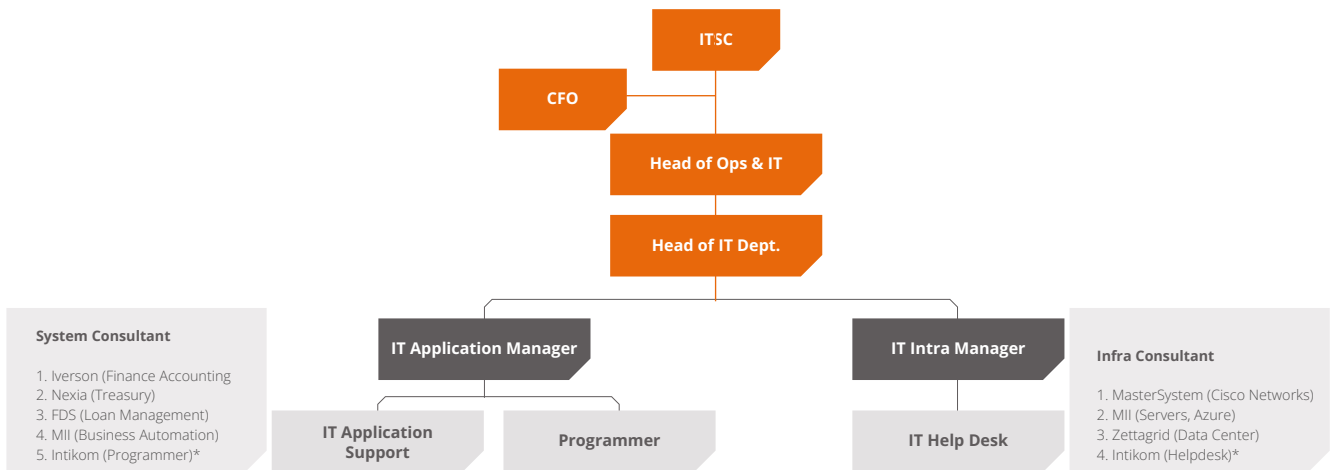 ITSC
CFO
Head of Ops & IT
Head of IT Dept.
System Consultant
1. Iverson (Finance Accounting
2. Nexia (Treasury)
3. FDS (Loan Management)
4. MII (Business Automation)
5. Intikom (Programmer)*
IT Application Manager
IT Application
Support
Programmer
IT Intra Manager
IT Help Desk
Infra Consultant
1. MasterSystem (Cisco Networks)
2. MII (Servers, Azure)
3. Zettagrid (Data Center)
4. Intikom (Helpdesk)*